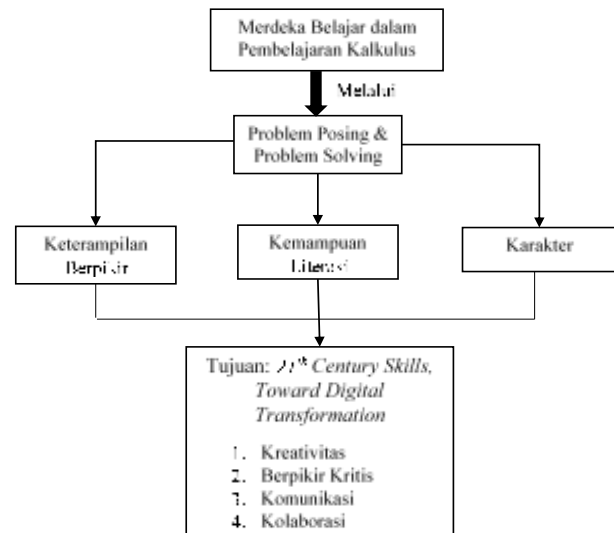 Merdeka Belajar dalam
Pembelajaran Kalkulus
Melalui
Problem Posing &
Problem Solving
Keterampilan
Berpikir
Kemampuan
Literasi
Karakter
Tujuan: 21th Century Skills,
Toward Digital
Transformation
1. Kreativitas
2. Berpikir Kritis
3. Komunikasi
4. Kolaborasi